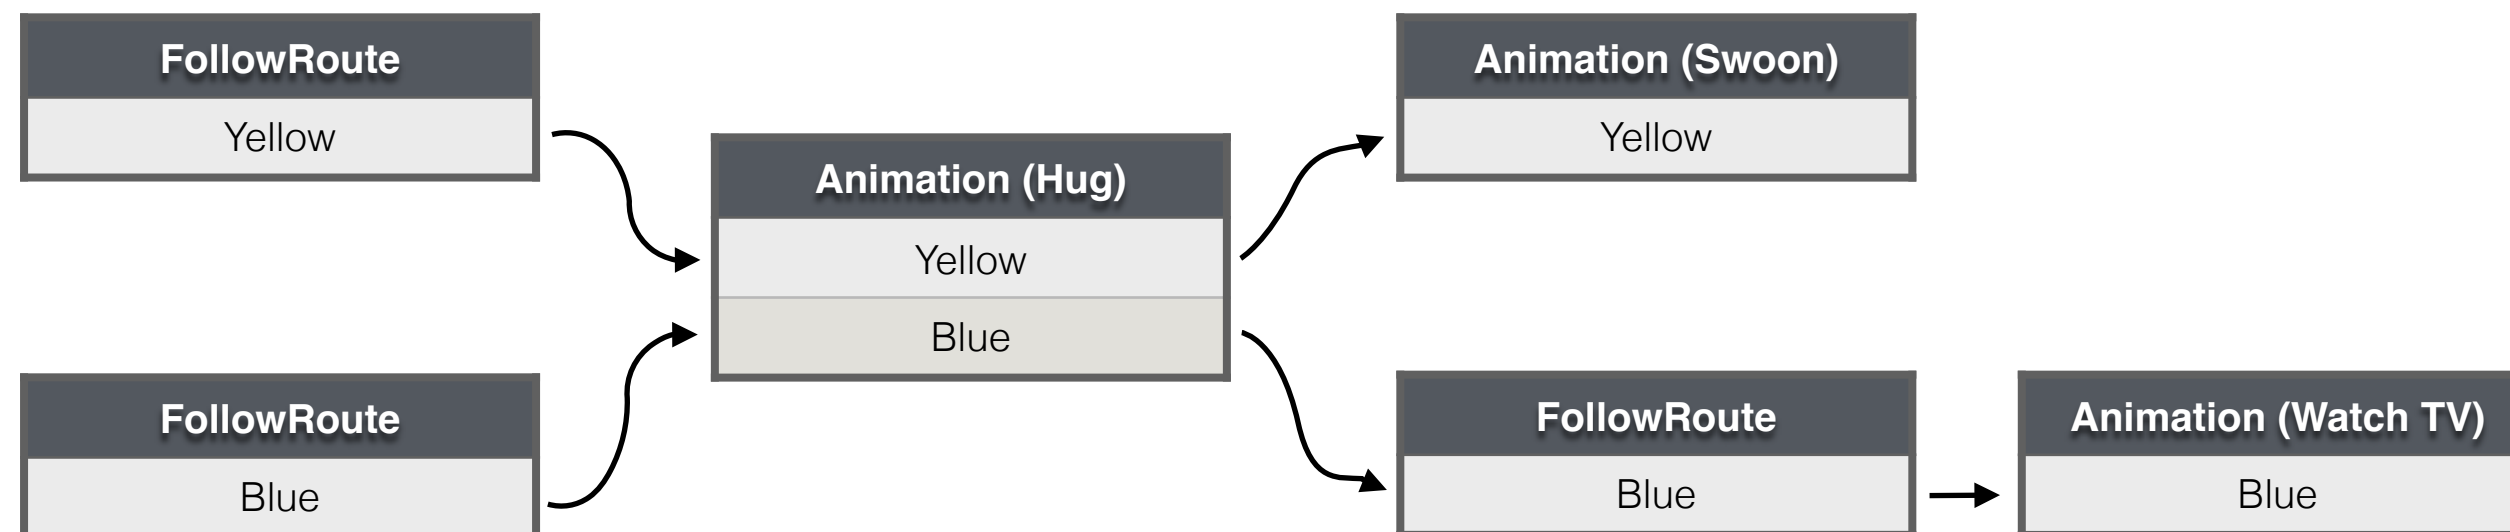 FollowRoute
Yellow
FollowRoute
Blue
Animation (Hug)
Yellow
Blue
Animation (Swoon)
Yellow
FollowRoute
Blue
Animation (Watch TV)
Blue